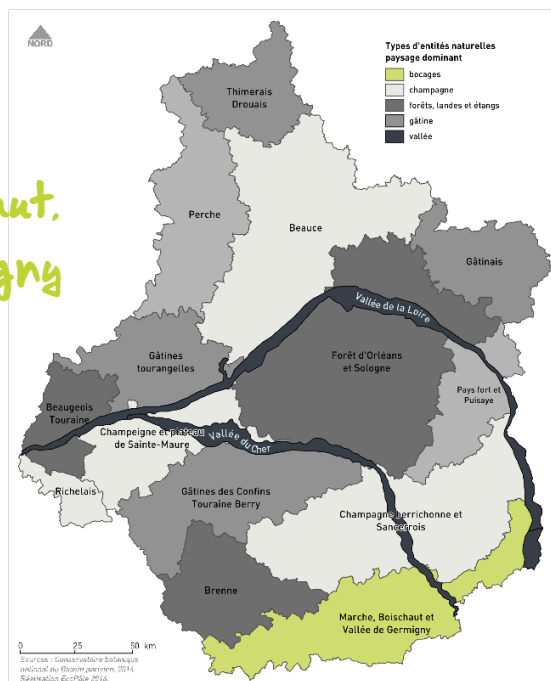 NORD
Types d'entités naturelles
paysage dominant
bocages
champagne
forêts, landes et étangs
gâtine
vallée
Thimerais
Drouais
aut,
gny
Perche
Beauce
Gâtinais
Vallée de la Loire
Gâtines
tourangelles
Forêt d'Orléans
et Sologne
Pays fort et
Puisaye
Beaugeois
Touraine
Champeigne et plateau
de Sainte-Maure
Vallée du Cher
Richelais
Gâtines des Confins
Touraine Berry
Champagne berrichonne et
Sancerrois
Brenne
Marche, Boischaut et
Vallée de Germigny
0 25 50 km
Sources : Conservatoire botanique
national du Bassin parisien, 2014.
Réalisation EcoPôle 2016.